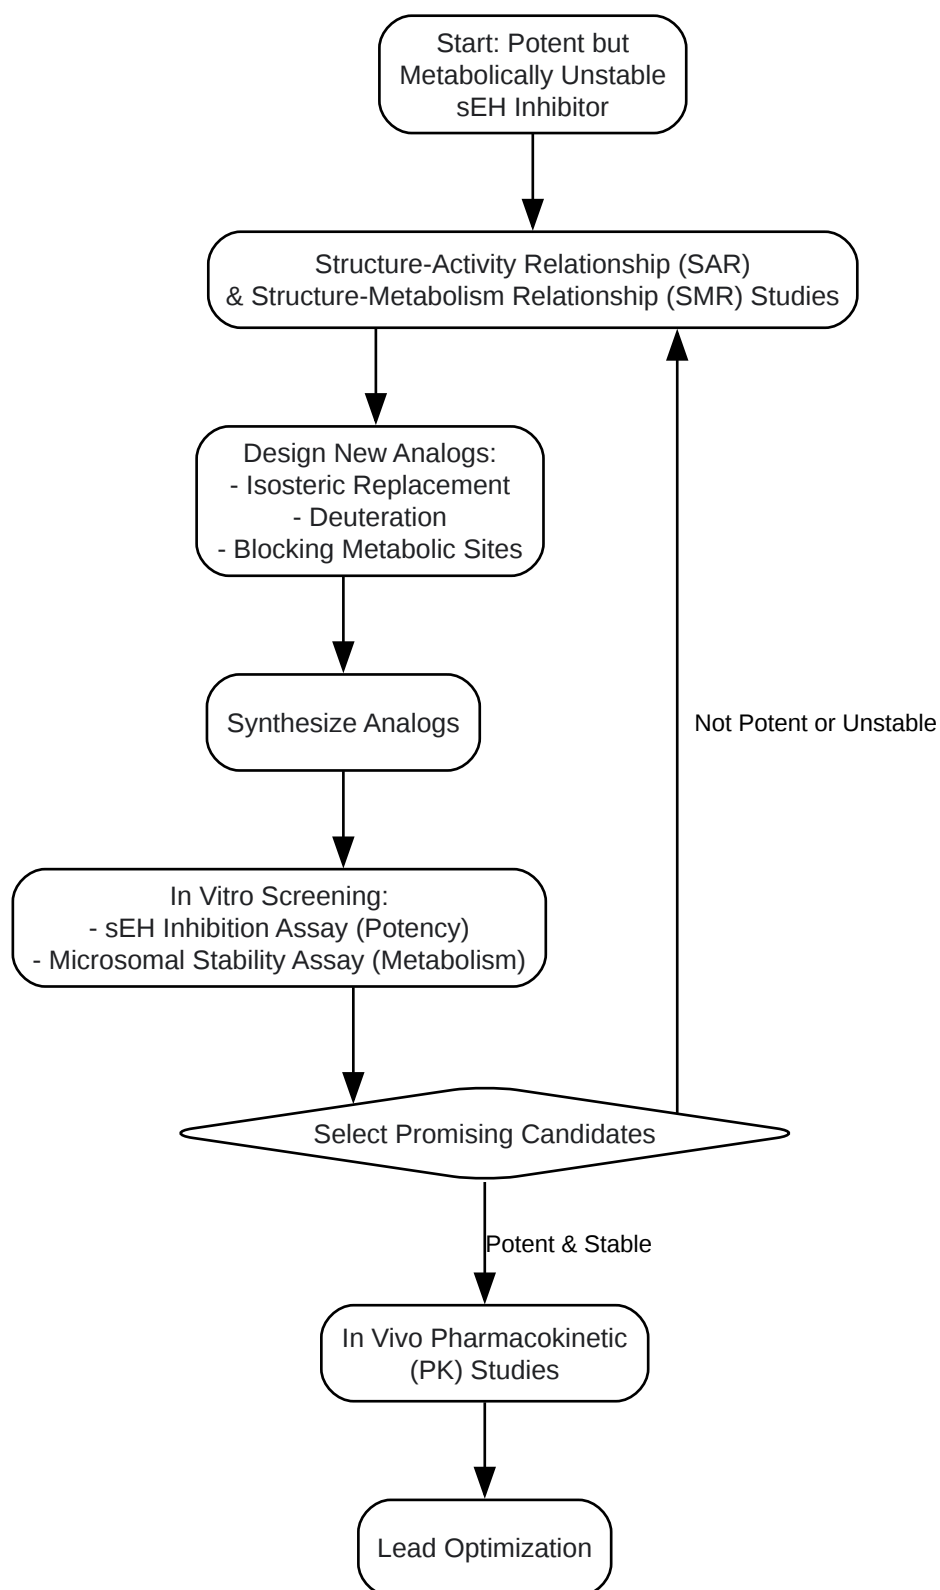 Start: Potent but
Metabolically Unstable
sEH Inhibitor
Structure-Activity Relationship (SAR)
& Structure-Metabolism Relationship (SMR) Studies
Design New Analogs:
- Isosteric Replacement
- Deuteration
- Blocking Metabolic Sites
Synthesize Analogs
Not Potent or Unstable
In Vitro Screening:
- sEH Inhibition Assay (Potency)
- Microsomal Stability Assay (Metabolism)
Select Promising Candidates
Potent & Stable
In Vivo Pharmacokinetic
(PK) Studies
Lead Optimization